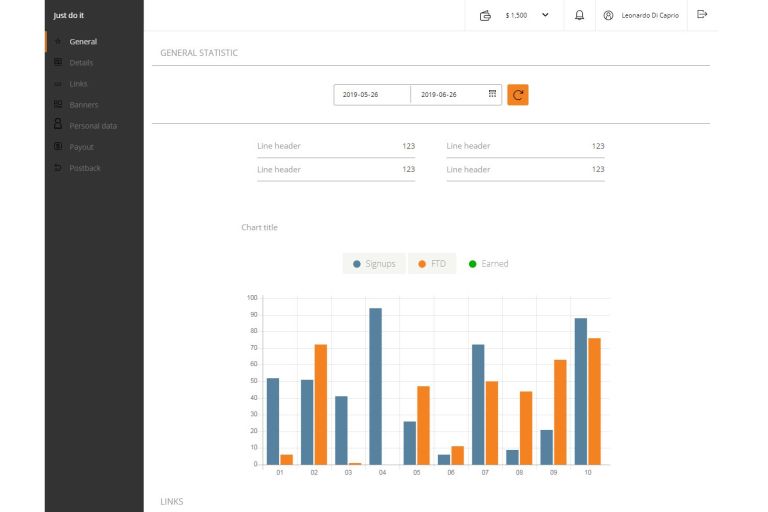 Just do it
$ 1,500
Leonardo Di Caprio
General
Details
Links
Banners
Personal data
Payout
Postback
GENERAL STATISTIC
2019-05-26
2019-06-26
Line header 123
Line header 123
Line header 123
Line header 123
Chart title
Signups FTD Earned
100
90
80
70
60
50
40
30
20
10
0
01 02 03 04 05 06 07 08 09 10
LINKS